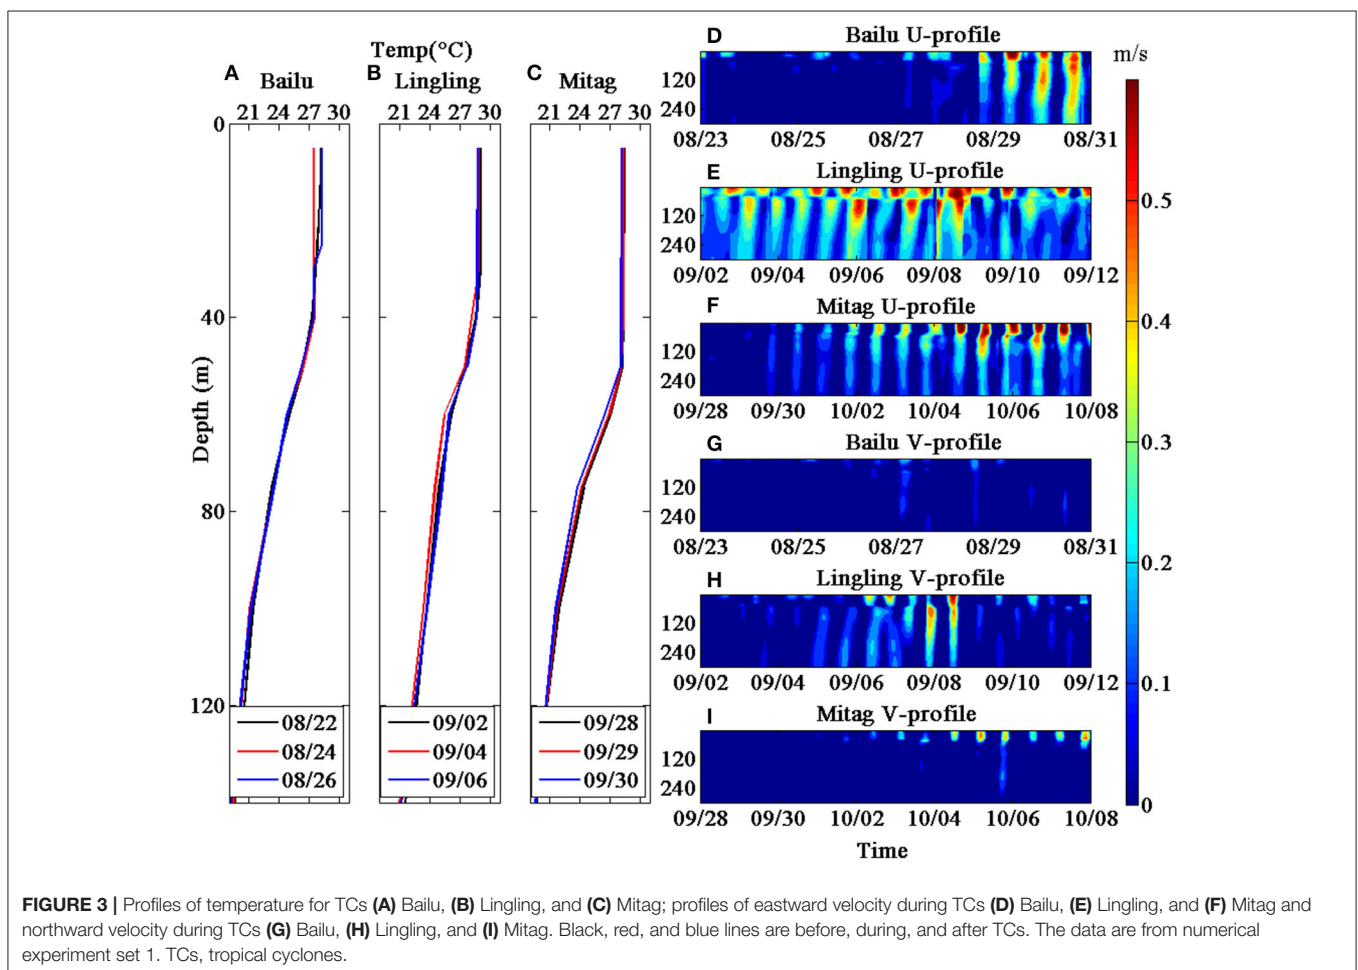 Temp(°C)
A Bailu
21 24 27 30
B Lingling
21 24 27 30
C Mitag
21 24 27 30
Depth (m)
0
40
80
120
08/22
08/24
08/26
09/02
09/04
09/06
09/28
09/29
09/30
D Bailu U-profile
120
240
08/23 08/25 08/27 08/29 08/31
E Lingling U-profile
120
240
09/02 09/04 09/06 09/08 09/10 09/12
F Mitag U-profile
120
240
09/28 09/30 10/02 10/04 10/06 10/08
G Bailu V-profile
120
240
08/23 08/25 08/27 08/29 08/31
H Lingling V-profile
120
240
09/02 09/04 09/06 09/08 09/10 09/12
I Mitag V-profile
120
240
09/28 09/30 10/02 10/04 10/06 10/08
Time
m/s
0.5
0.4
0.3
0.2
0.1
0
FIGURE 3 | Profiles of temperature for TCs (A) Bailu, (B) Lingling, and (C) Mitag; profiles of eastward velocity during TCs (D) Bailu, (E) Lingling, and (F) Mitag and
northward velocity during TCs (G) Bailu, (H) Lingling, and (I) Mitag. Black, red, and blue lines are before, during, and after TCs. The data are from numerical
experiment set 1. TCs, tropical cyclones.